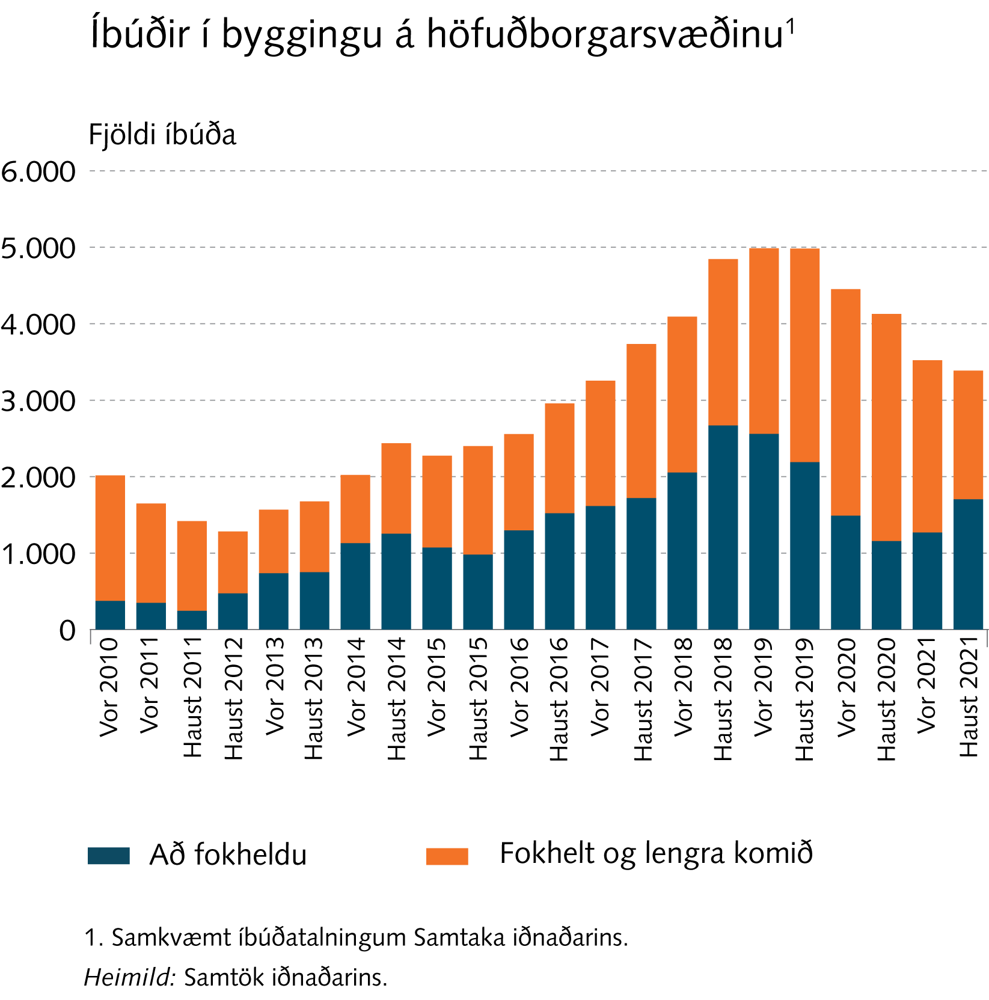 Íbúðir í byggingu á höfuðborgarsvæðinu¹
Fjöldi íbúða
6.000
5.000
4.000
3.000
2.000
1.000
0
Vor 2010
Vor 2011
Haust 2011
Haust 2012
Vor 2013
Haust 2013
Vor 2014
Haust 2014
Vor 2015
Haust 2015
Vor 2016
Haust 2016
Vor 2017
Haust 2017
Vor 2018
Haust 2018
Vor 2019
Haust 2019
Vor 2020
Haust 2020
Vor 2021
Haust 2021
Að fokheldu
Fokhelt og lengra komið
1. Samkvæmt íbúðatalningum Samtaka iðnaðarins.
Heimild: Samtök iðnaðarins.